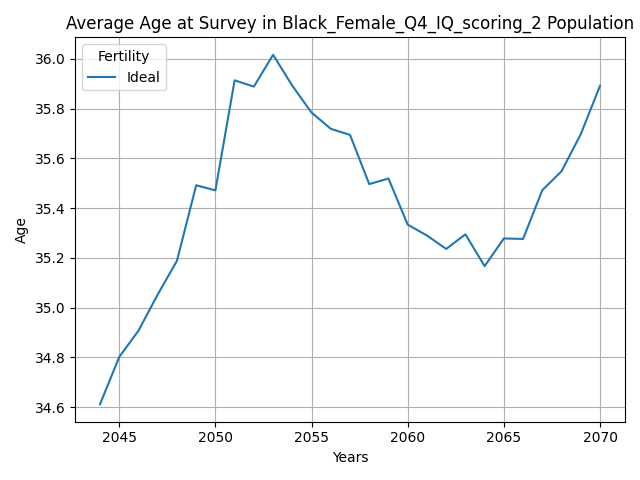 Average Age at Survey in Black_Female_Q4_IQ_scoring_2 Population
Fertility
Ideal
36.0
35.8
35.6
35.4
35.2
35.0
34.8
34.6
Age
2045 2050 2055 2060 2065 2070
Years